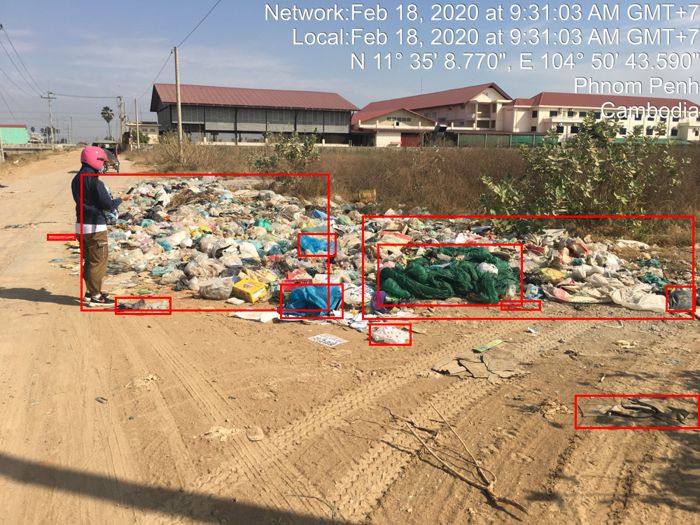 Network:Feb 18, 2020 at 9:31:03 AM GMT+7
Local:Feb 18, 2020 at 9:31:03 AM GMT+7
N 11° 35' 8.770", E 104° 50' 43.590"
Phnom Penh
Cambodia